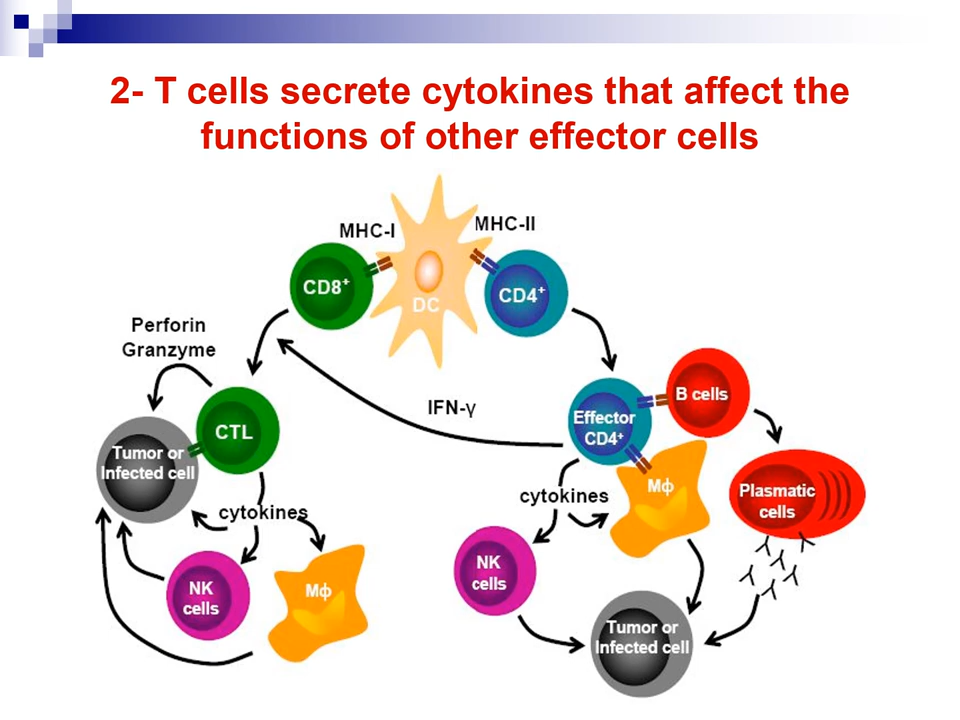 2- T cells secrete cytokines that affect the
functions of other effector cells
MHC-I
MHC-II
CD8⁺
DC
CD4⁺
Perforin
Granzyme
IFN-γ
CTL
Tumor or
Infected cell
cytokines
NK
cells
Mϕ
Effector
CD4⁺
B cells
Mϕ
cytokines
Plasmatic
cells
NK
cells
Tumor or
Infected cell